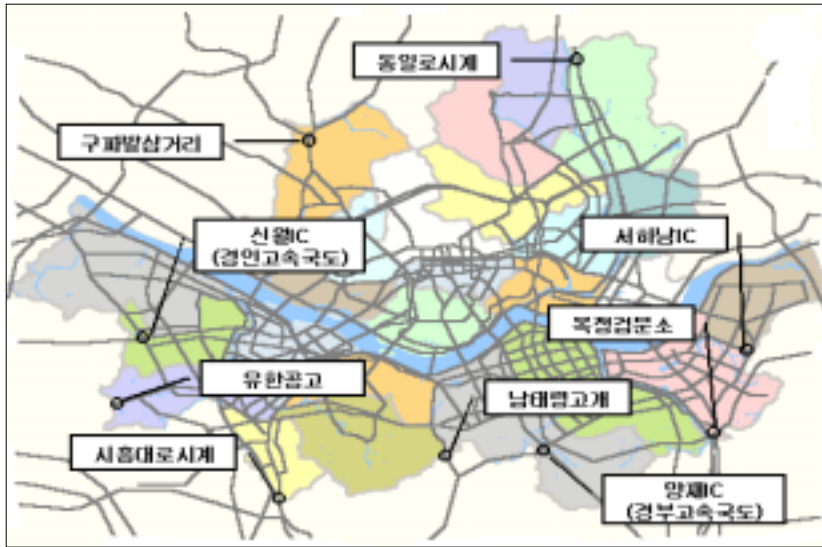 동일로시계
구파발삼거리
신월IC
(경인고속국도)
서하남IC
복정검문소
유한공고
남태령고개
시흥대로시계
양재IC
(경부고속국도)